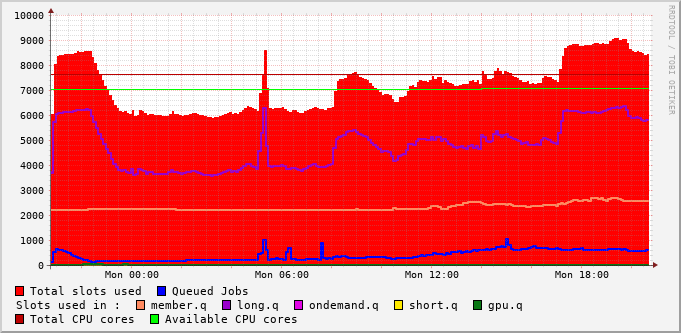 10000
9000
8000
7000
6000
5000
4000
3000
2000
1000
0
Mon 00:00 Mon 06:00 Mon 12:00 Mon 18:00
RRDTOOL / TOBI OETIKER
Total slots used Queued Jobs
Slots used in : member.q long.q ondemand.q short.q gpu.q
Total CPU cores Available CPU cores